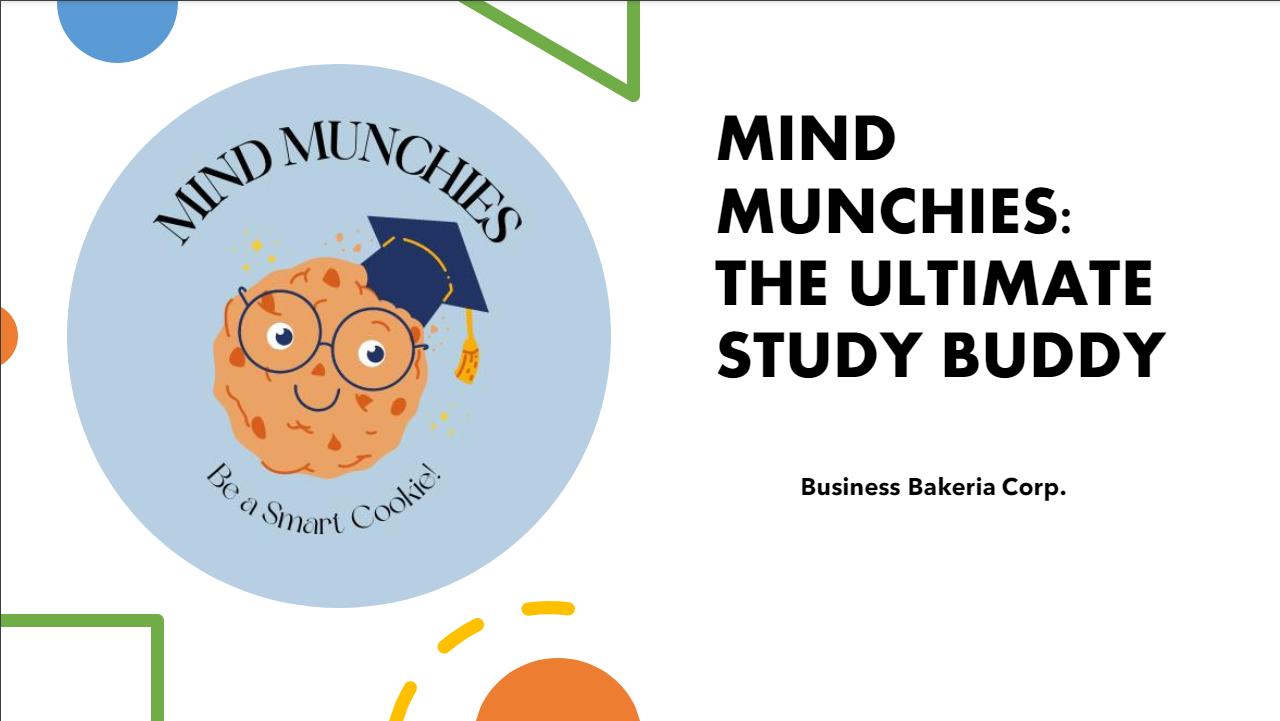 MIND MUNCHIES
Be a Smart Cookie!
MIND
MUNCHIES:
THE ULTIMATE
STUDY BUDDY
Business Bakeria Corp.